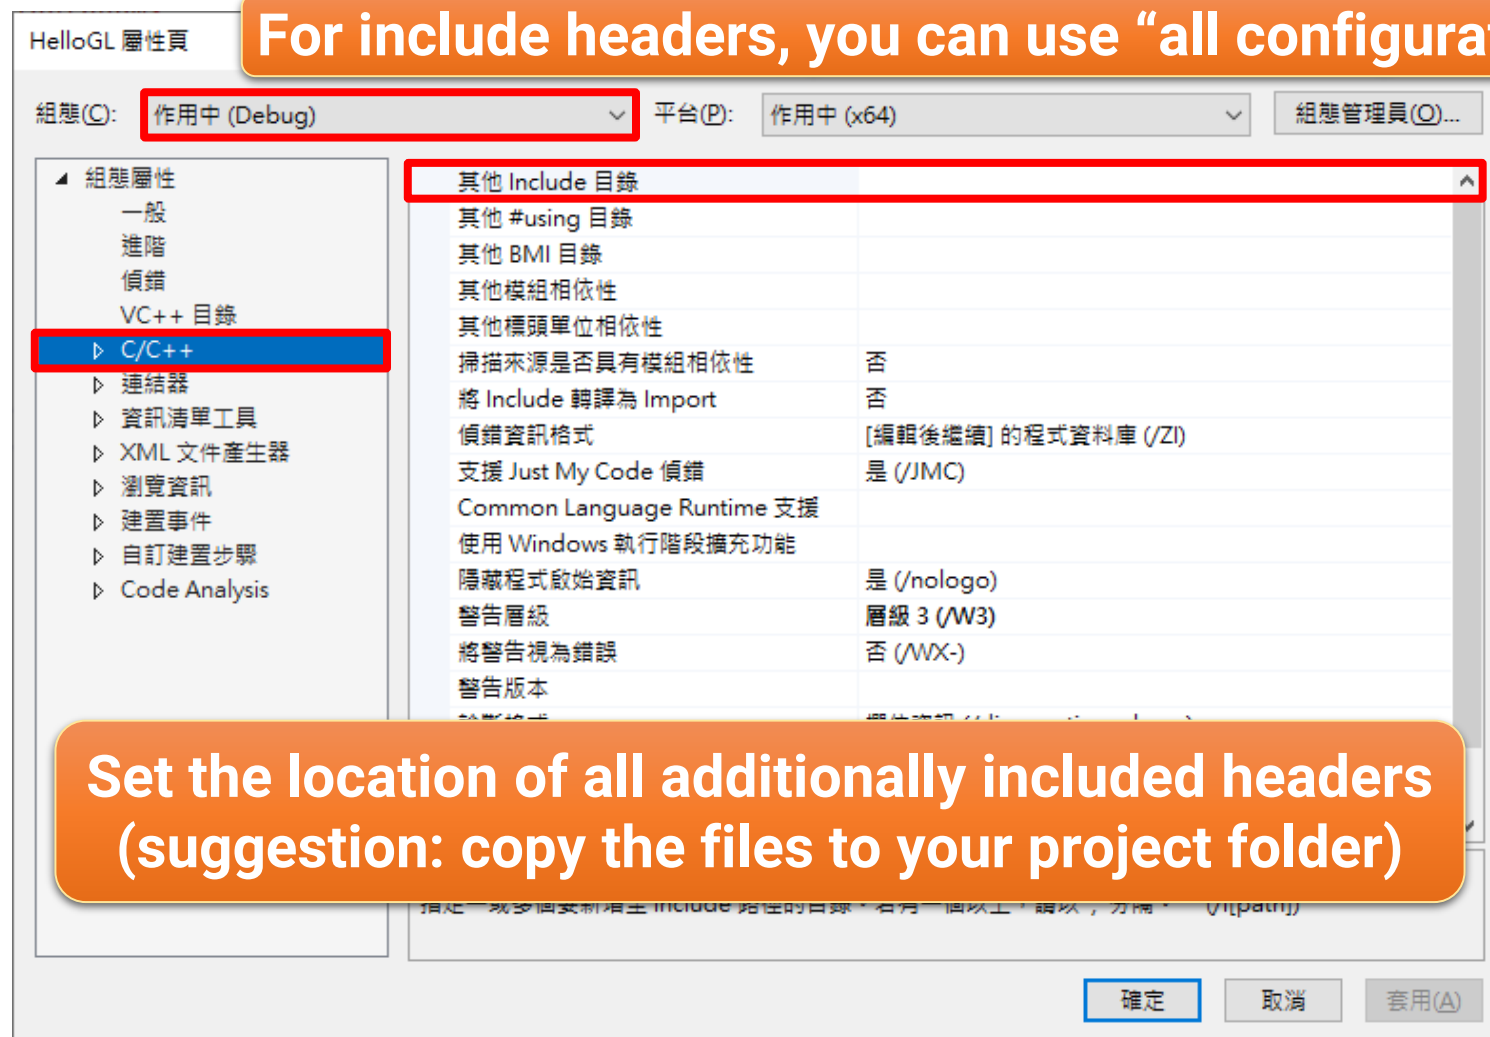 For include headers, you can use “all configura
HelloGL 屬性頁
組態(C): 作用中 (Debug) 平台(P): 作用中 (x64) 組態管理員(O)...
組態屬性
一般
進階
偵錯
VC++ 目錄
C/C++
連結器
資訊清單工具
XML 文件產生器
瀏覽資訊
建置事件
自訂建置步驟
Code Analysis
其他 Include 目錄
其他 #using 目錄
其他 BMI 目錄
其他模組相依性
其他標頭單位相依性
掃描來源是否具有模組相依性 否
將 Include 轉譯為 Import 否
偵錯資訊格式 [編輯後繼續] 的程式資料庫 (/ZI)
支援 Just My Code 偵錯 是 (/JMC)
Common Language Runtime 支援
使用 Windows 執行階段擴充功能
隱藏程式啟始資訊 是 (/nologo)
警告層級 層級 3 (/W3)
將警告視為錯誤 否 (/WX-)
警告版本
Set the location of all additionally included headers
(suggestion: copy the files to your project folder)
確定 取消 套用(A)